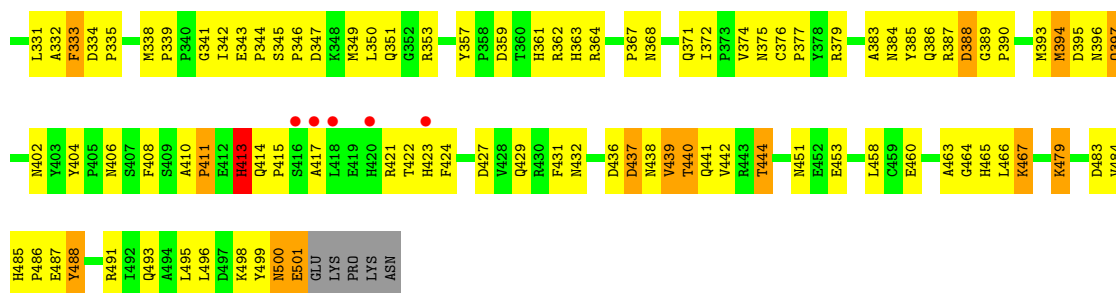 L331 A332 F333 D334 P335 M338 P339 P340 G341 I342 E343 P344 S345 P346 D347 K348 M349 L350 Q351 G352 R353 Y357 P358 D359 T360 H361 R362 H363 R364 P367 N368 Q371 I372 P373 V374 N375 C376 P377 Y378 R379 A383 N384 Y385 Q386 R387 D388 G389 P390 M393 M394 D395 N396
N402 Y403 Y404 P405 N406 S407 F408 S409 A410 P411 E412 H413 Q414 P415 S416 A417 L418 E419 H420 R421 T422 H423 F424 D427 V428 Q429 R430 F431 N432 D436 D437 N438 V439 T440 Q441 V442 R443 T444 N451 E452 E453 L458 C459 E460 A463 G464 H465 L466 K467 K479 D483 V484
H485 P486 E487 Y488 R491 I492 Q493 A494 L495 L496 D497 K498 Y499 N500 E501 GLU LYS PRO LYS ASN